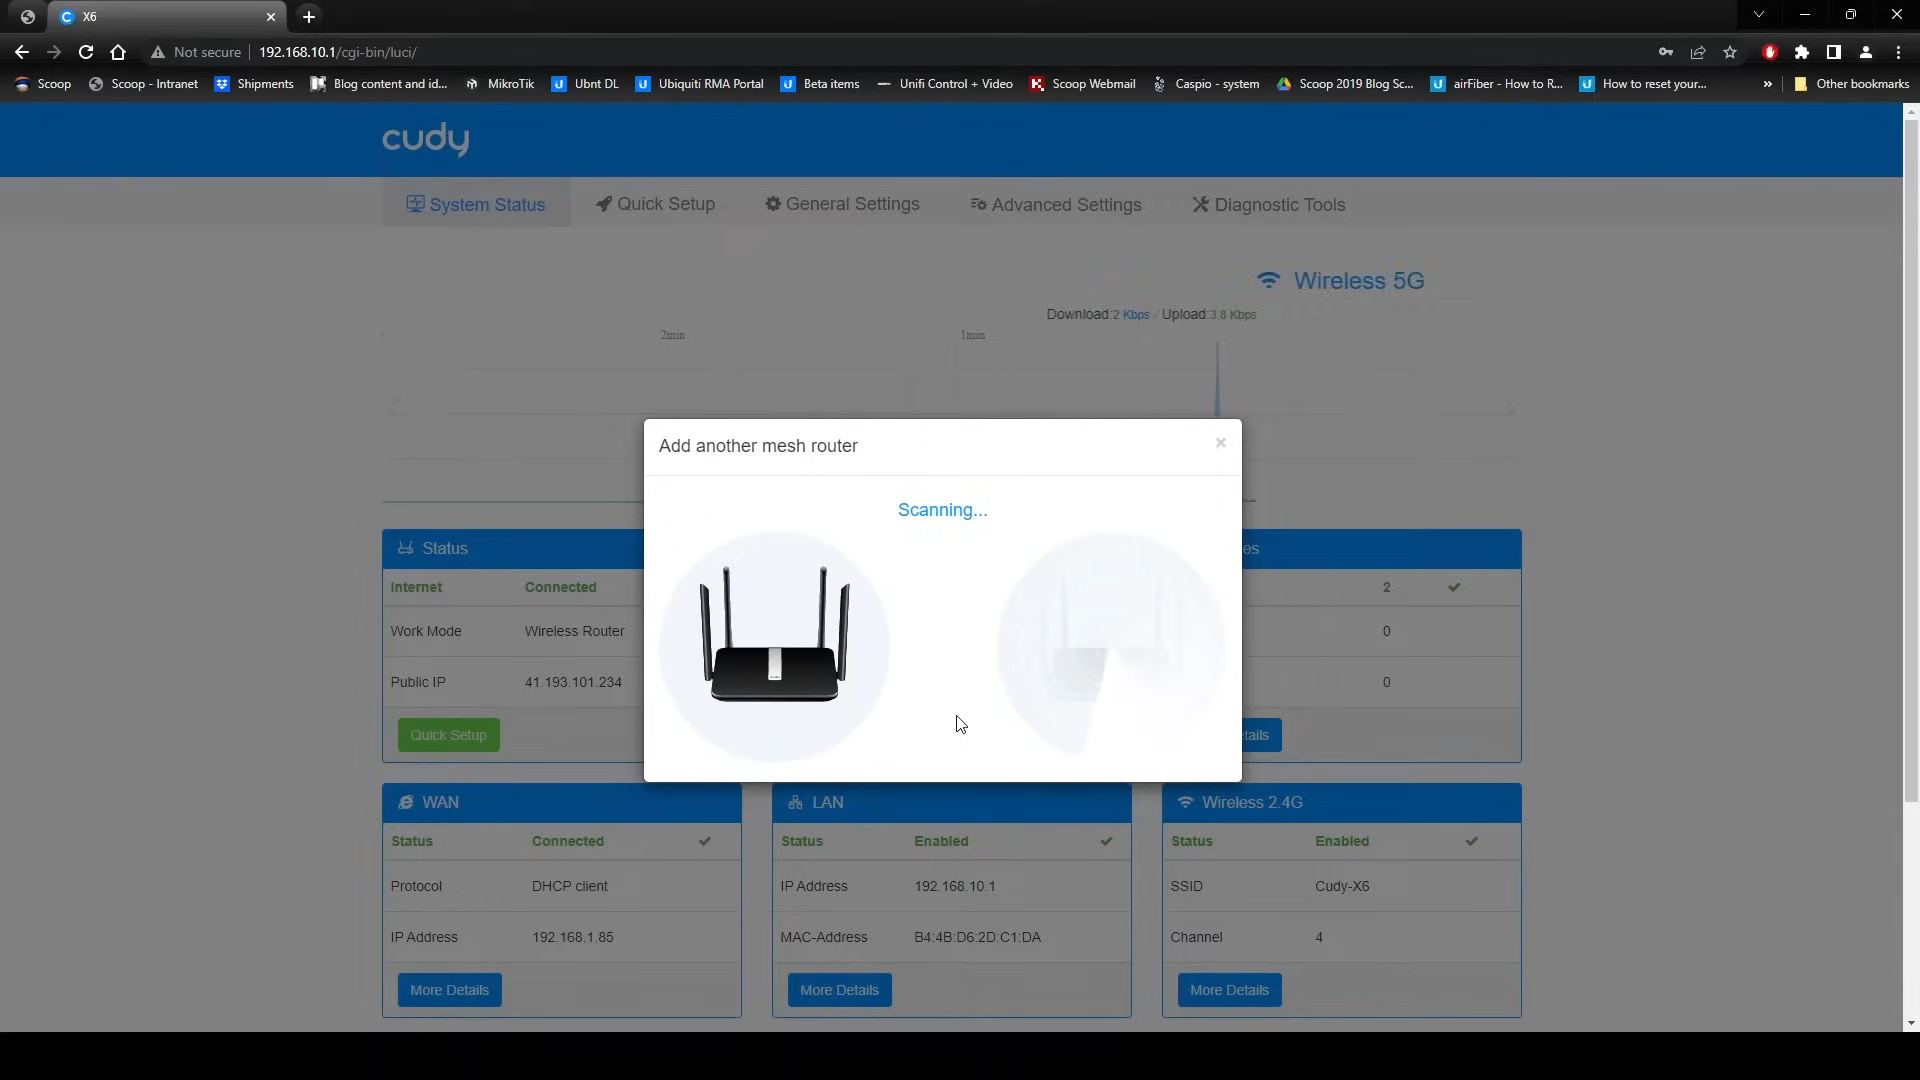 X6
Not secure
192.168.10.1/cgi-bin/luci/
Scoop
Scoop - Intranet
Shipments
Blog content and id...
MikroTik
Ubnt DL
Ubiquiti RMA Portal
Beta items
Unifi Control + Video
Scoop Webmail
Caspio - system
Scoop 2019 Blog Sc...
airFiber - How to R...
How to reset your...
»
Other bookmarks
cudy
System Status
Quick Setup
General Settings
Advanced Settings
Diagnostic Tools
Wireless 5G
Download:2 Kbps / Upload:3.8 Kbps
2min
1min
Add another mesh router
×
Scanning...
Status
es
Internet Connected
2
Work Mode Wireless Router
0
Public IP 41.193.101.234
0
Quick Setup
tails
WAN
Status Connected
Protocol DHCP client
IP Address 192.168.1.85
More Details
LAN
Status Enabled
IP Address 192.168.10.1
MAC-Address B4:4B:D6:2D:C1:DA
More Details
Wireless 2.4G
Status Enabled
SSID Cudy-X6
Channel 4
More Details